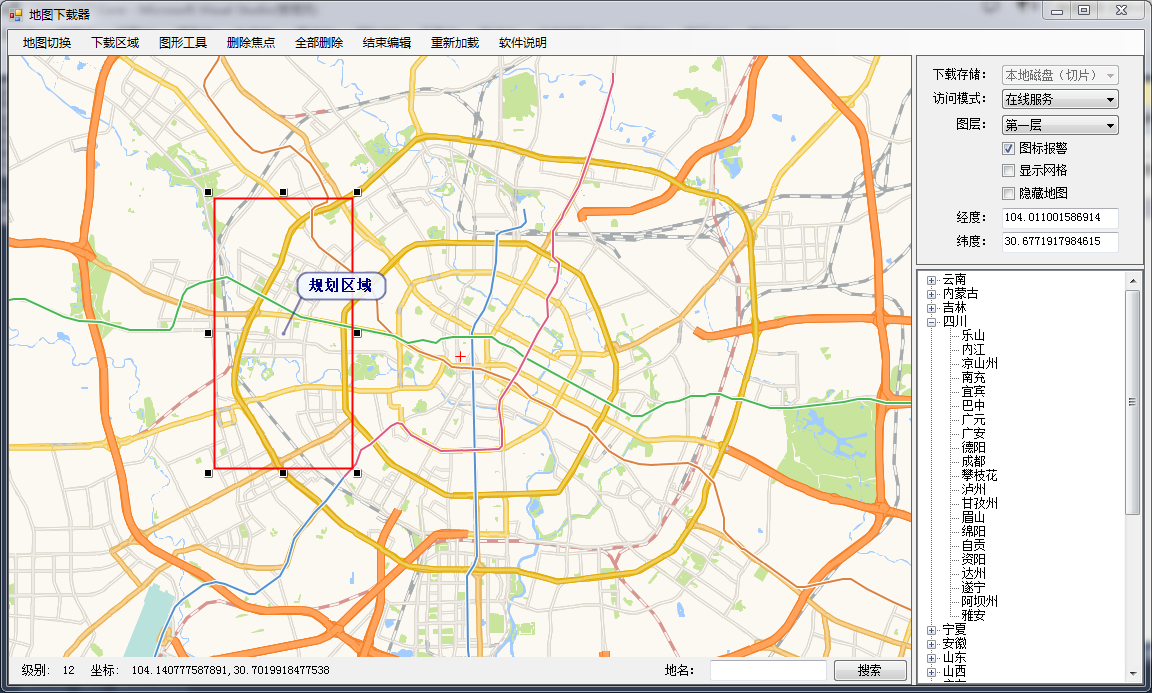 地图下载器
地图切换 下载区域 图形工具 删除焦点 全部删除 结束编辑 重新加载 软件说明
规划区域
下载存储： 本地磁盘（切片）
访问模式： 在线服务
图层： 第一层
图标报警
显示网格
隐藏地图
经度： 104.011001586914
纬度： 30.6771917984615
云南
内蒙古
吉林
四川
乐山
内江
凉山州
南充
宜宾
巴中
广元
广安
德阳
成都
攀枝花
泸州
甘孜州
眉山
绵阳
自贡
资阳
达州
遂宁
阿坝州
雅安
宁夏
安徽
山东
山西
级别： 12 坐标： 104.140777587891,30.7019918477538
地名： 搜索